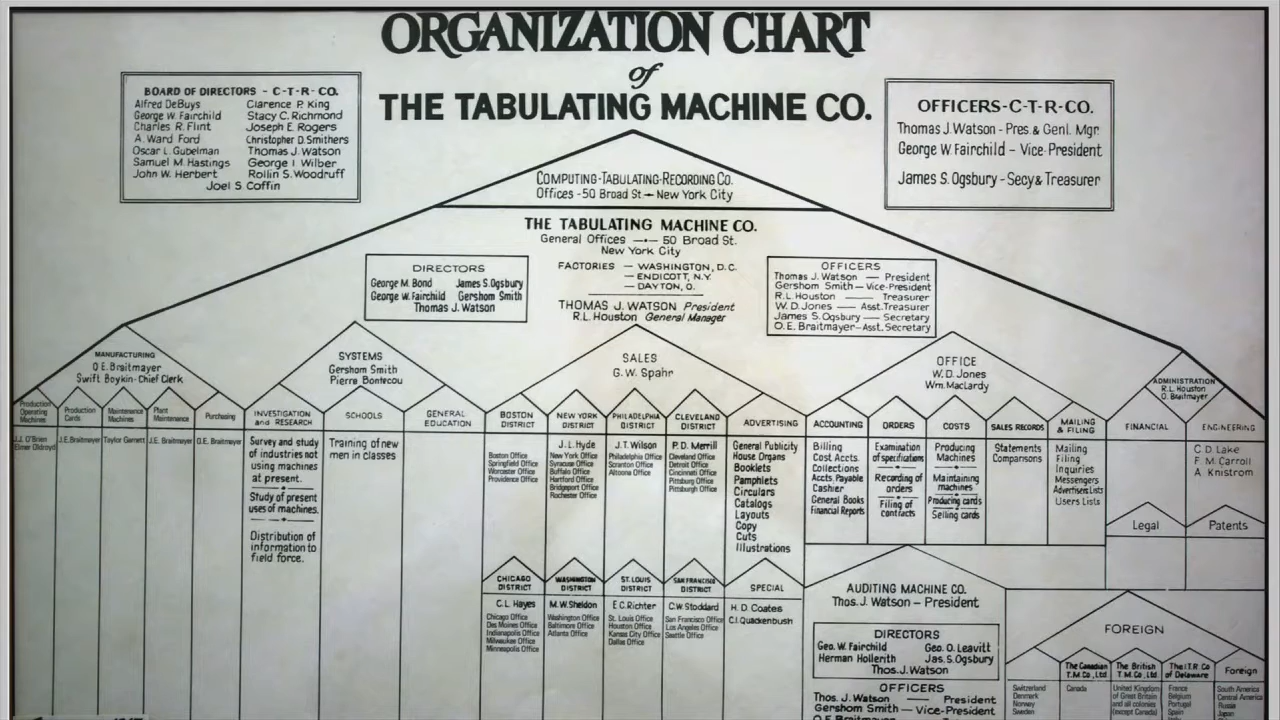 ORGANIZATION CHART
of
THE TABULATING MACHINE CO.
BOARD OF DIRECTORS - C-T-R-CO.
Alfred DeBuys Clarence P. King
George W. Fairchild Stacy C. Richmond
Charles R. Flint Joseph E. Rogers
A. Ward Ford Christopher D. Smithers
Oscar L. Gubelman Thomas J. Watson
Samuel M. Hastings George I. Wilber
John W. Herbert Rollin S. Woodruff
Joel S Coffin
OFFICERS-C-T-R-CO.
Thomas J. Watson - Pres. & Genl. Mgr.
George W. Fairchild - Vice-President
James S. Ogsbury - Secy & Treasurer
COMPUTING-TABULATING-RECORDING CO.
Offices - 50 Broad St. - New York City
THE TABULATING MACHINE CO.
General Offices - 50 Broad St.
New York City
FACTORIES - WASHINGTON, D.C.
- ENDICOTT, N.Y.
- DAYTON, O.
THOMAS J. WATSON President
R.L. Houston General Manager
DIRECTORS
George M. Bond James S. Ogsbury
George W. Fairchild Gershom Smith
Thomas J. Watson
OFFICERS
Thomas J. Watson - President
Gershom Smith - Vice-President
R.L. Houston - Treasurer
W. D. Jones - Asst. Treasurer
James S. Ogsbury - Secretary
O. E. Braitmayer - Asst. Secretary
MANUFACTURING
O E. Braitmayer
Swift Boykin - Chief Clerk
Production
Operating
Machines
J.J. O'Brien
Elmer Oldroyd
Production
Cards
J.E. Braitmayer
Maintenance
Machines
Taylor Garnett
Plant
Maintenance
J.E. Braitmayer
Purchasing
O.E. Braitmayer
SYSTEMS
Gershom Smith
Pierre Bontecou
INVESTIGATION
and RESEARCH
Survey and study
of industries not
using machines
at present.
Study of present
uses of machines.
Distribution of
information to
field force.
SCHOOLS
Training of new
men in classes
GENERAL
EDUCATION
SALES
G. W. Spahr
BOSTON
DISTRICT
Boston Office
Springfield Office
Worcester Office
Providence Office
NEW YORK
DISTRICT
J. L. Hyde
New York Office
Syracuse Office
Buffalo Office
Hartford Office
Bridgeport Office
Rochester Office
PHILADELPHIA
DISTRICT
J. T. Wilson
Philadelphia Office
Scranton Office
Altoona Office
CLEVELAND
DISTRICT
P. D. Merrill
Cleveland Office
Detroit Office
Cincinnati Office
Pittsburg Office
Pittsburgh Office
ADVERTISING
General Publicity
House Organs
Booklets
Pamphlets
Circulars
Catalogs
Layouts
Copy
Cuts
Illustrations
CHICAGO
DISTRICT
C. L. Hayes
Chicago Office
Des Moines Office
Indianapolis Office
Milwaukee Office
Minneapolis Office
WASHINGTON
DISTRICT
M. W. Sheldon
Washington Office
Baltimore Office
Atlanta Office
ST. LOUIS
DISTRICT
E C. Richter
St. Louis Office
Houston Office
Kansas City Office
Dallas Office
SAN FRANCISCO
DISTRICT
C. W. Stoddard
San Francisco Office
Los Angeles Office
Seattle Office
SPECIAL
H. D. Coates
C. I. Quackenbush
OFFICE
W. D. Jones
Wm. MacLardy
ACCOUNTING
Billing
Cost Accts.
Collections
Accts. Payable
Cashier
General Books
Financial Reports
ORDERS
Examination
of specifications
Recording of
orders
Filing of
contracts
COSTS
Producing
Machines
Maintaining
machines
Producing cards
Selling cards
SALES RECORDS
Statements
Comparisons
MAILING
& FILING
Mailing
Filing
Inquiries
Messengers
Advertisers Lists
Users Lists
ADMINISTRATION
R. L. Houston
O. Braitmayer
FINANCIAL
ENGINEERING
C. D. Lake
F. M. Carroll
A. Knistrom
Legal
Patents
AUDITING MACHINE CO.
Thos. J. Watson - President
DIRECTORS
Geo. W. Fairchild Geo. O. Leavitt
Herman Hollerith Jas. S. Ogsbury
Thos. J. Watson
OFFICERS
Thos. J. Watson - President
Gershom Smith - Vice-President
FOREIGN
Switzerland
Denmark
Norway
Sweden
The Canadian
T. M. Co., Ltd
Canada
The British
T. M. Co., Ltd.
United Kingdom
of Great Britain
and all colonies
(except Canada)
The I. T. R. Co
of Delaware
France
Belgium
Portugal
Spain
Foreign
South America
Central America
Russia
Japan